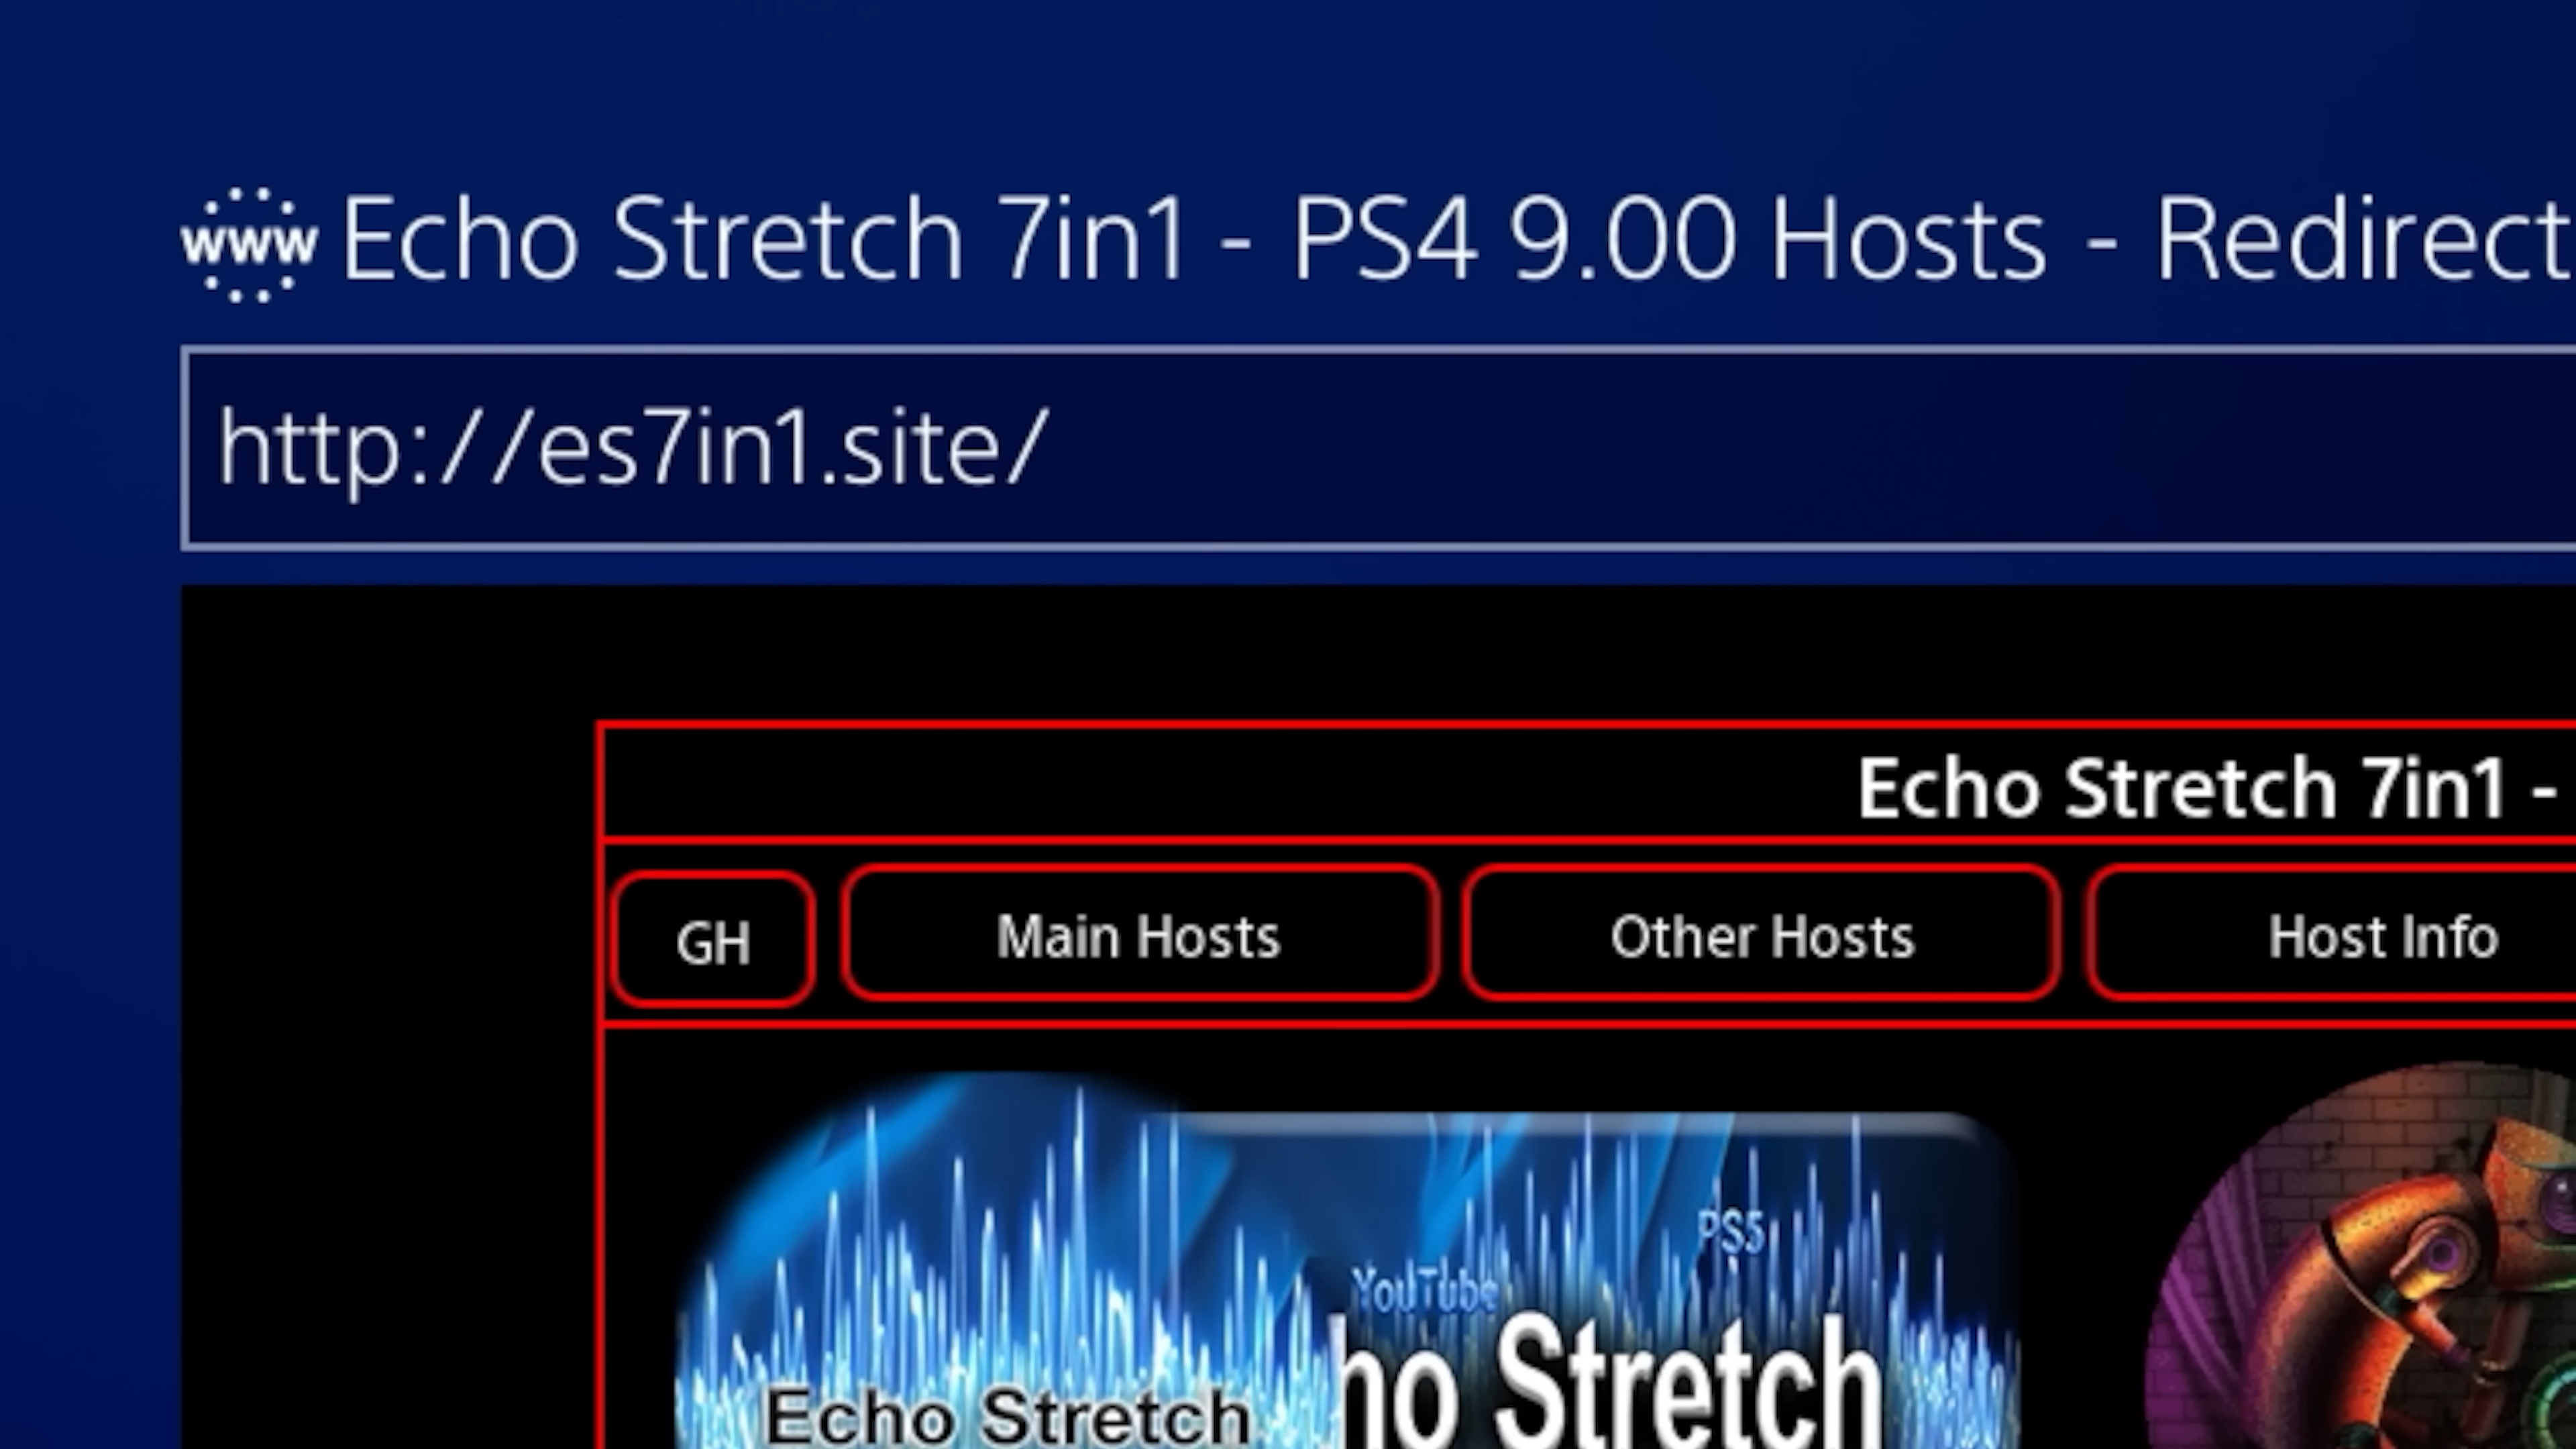 www Echo Stretch 7in1 - PS4 9.00 Hosts - Redirect
http://es7in1.site/
Echo Stretch 7in1 -
GH Main Hosts Other Hosts Host Info
PS5
YouTube
ho Stretch
Echo Stretch